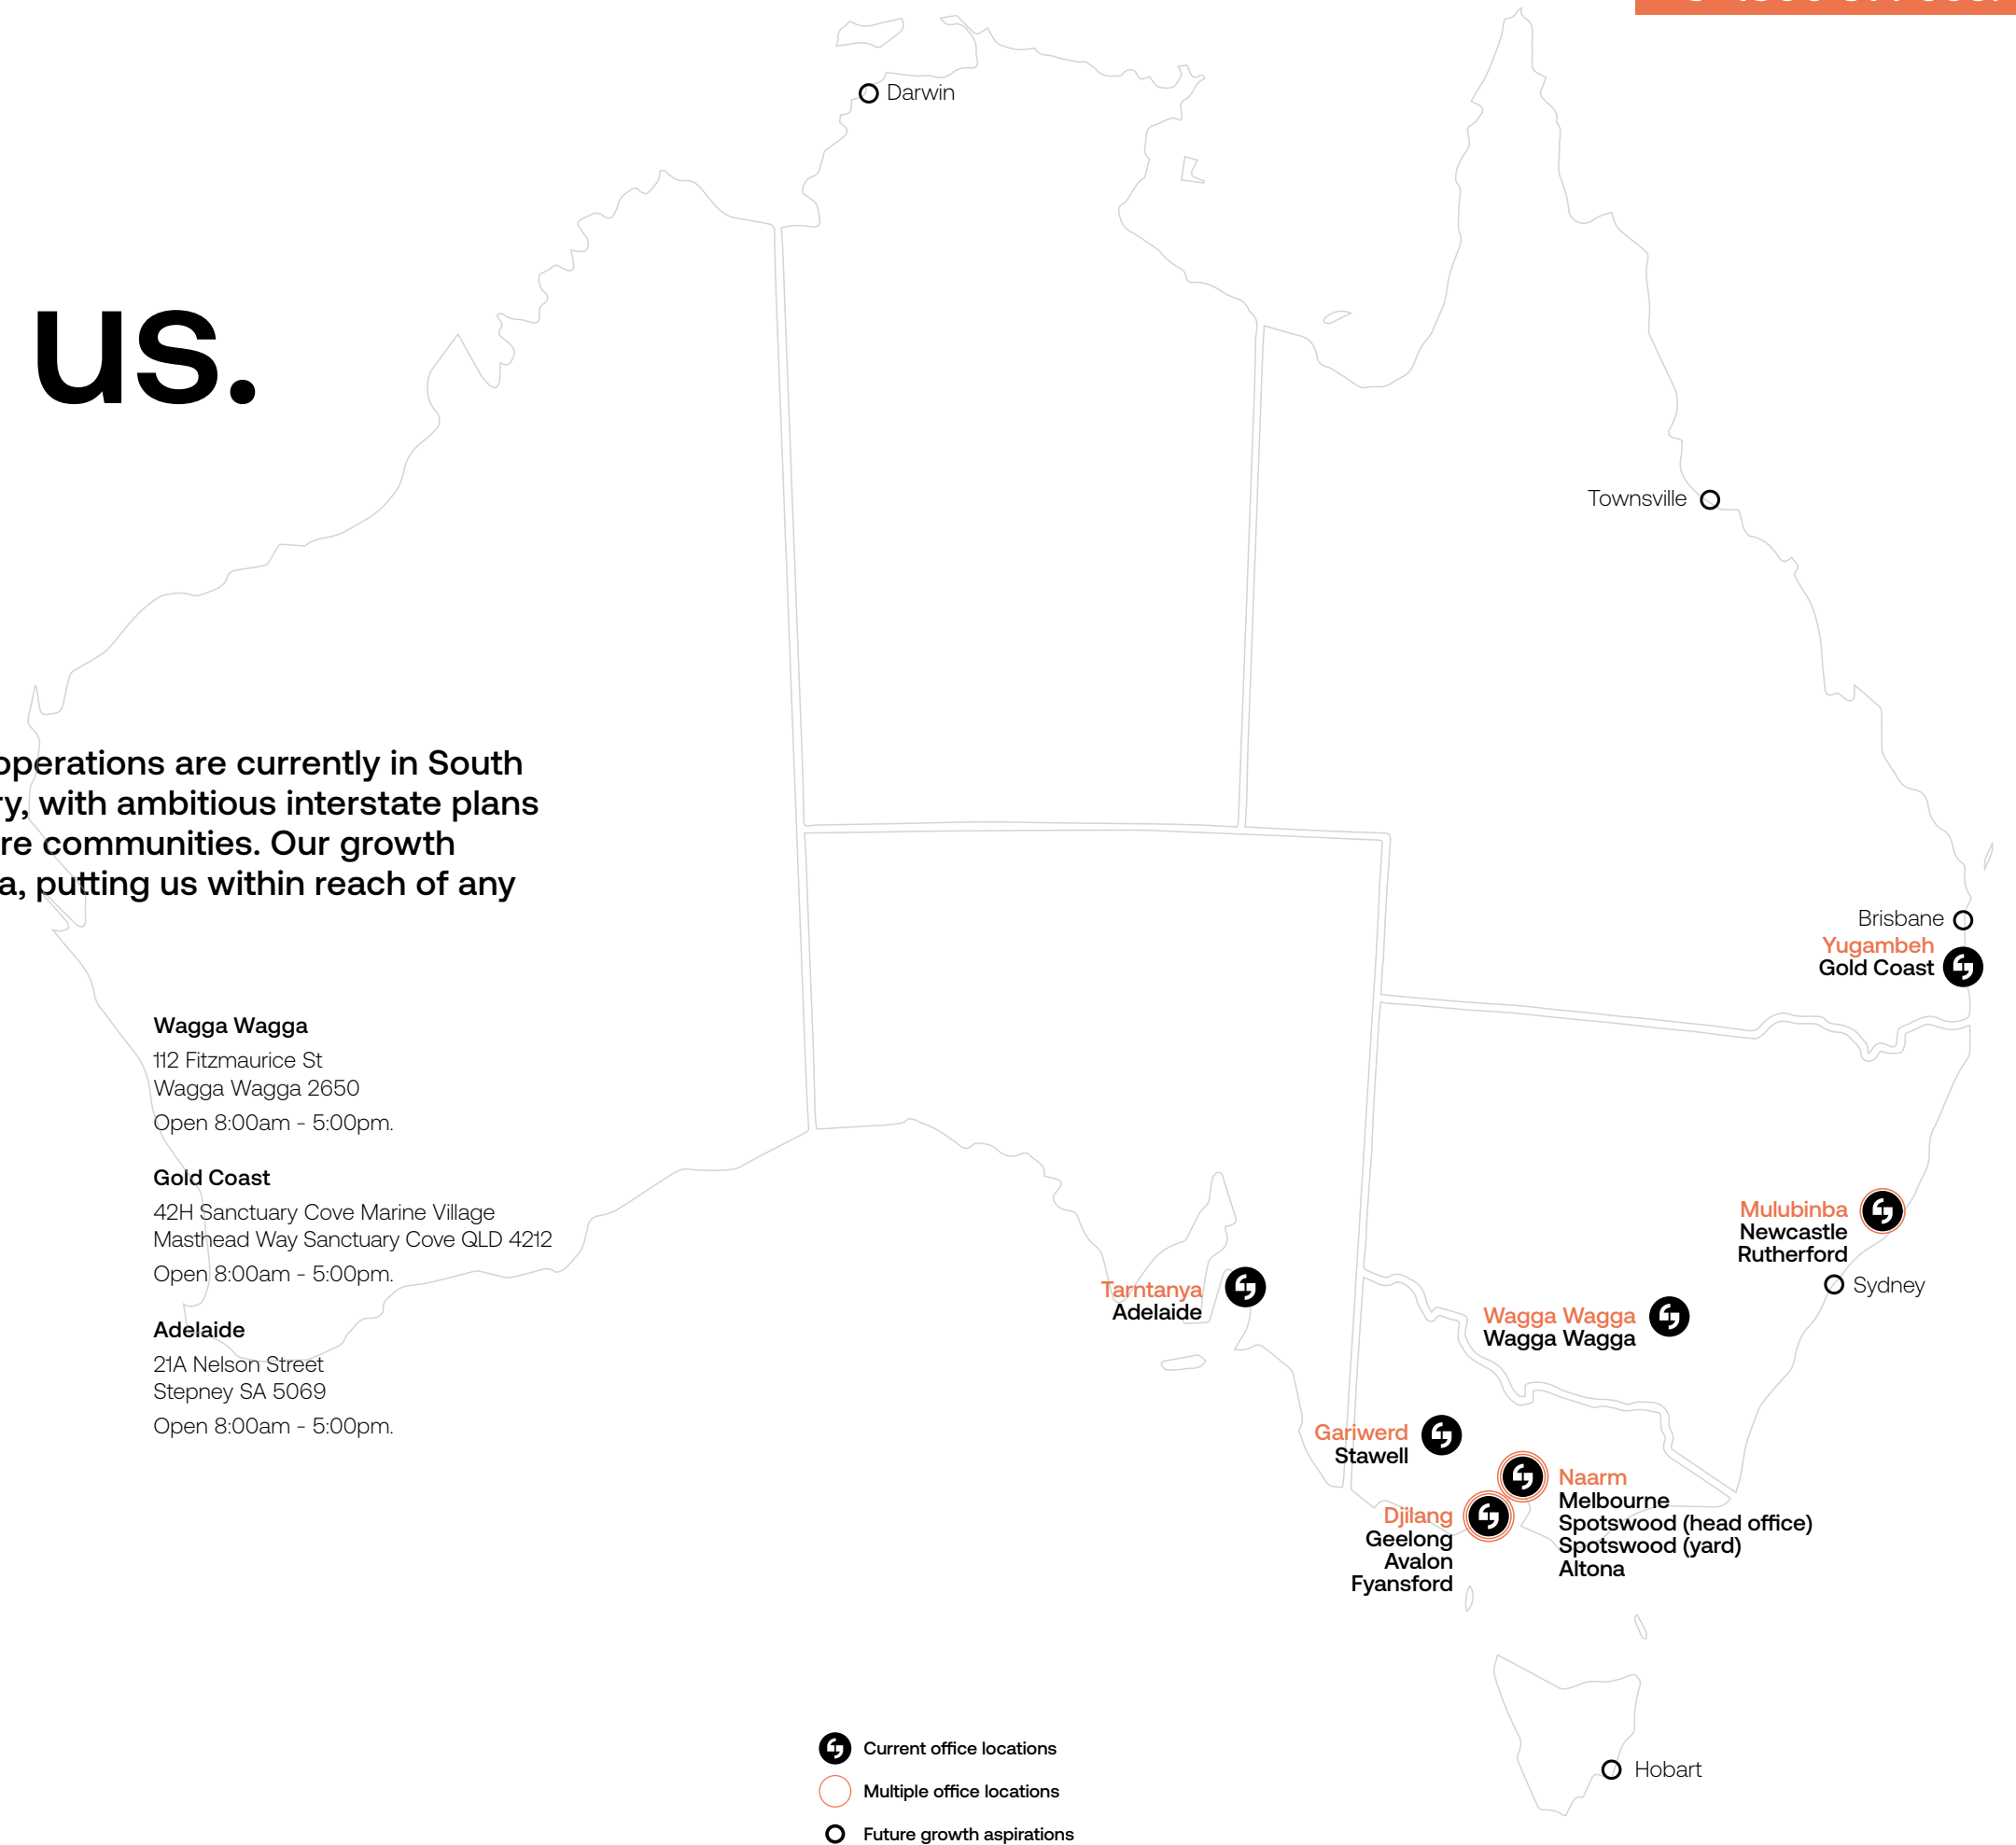 us.
operations are currently in South
with ambitious interstate plans
communities. Our growth
putting us within reach of any
Wagga Wagga
112 Fitzmaurice St
Wagga Wagga 2650
Open 8:00am - 5:00pm.
Gold Coast
42H Sanctuary Cove Marine Village
Masthead Way Sanctuary Cove QLD 4212
Open 8:00am - 5:00pm.
Adelaide
21A Nelson Street
Stepney SA 5069
Open 8:00am - 5:00pm.
Darwin
Townsville
Brisbane
Yugambeh
Gold Coast
Mulubinba
Newcastle
Rutherford
Sydney
Tarntanya
Adelaide
Wagga Wagga
Wagga Wagga
Gariwerd
Stawell
Naarm
Melbourne
Spotswood (head office)
Spotswood (yard)
Altona
Djilang
Geelong
Avalon
Fyansford
Hobart
Current office locations
Multiple office locations
Future growth aspirations